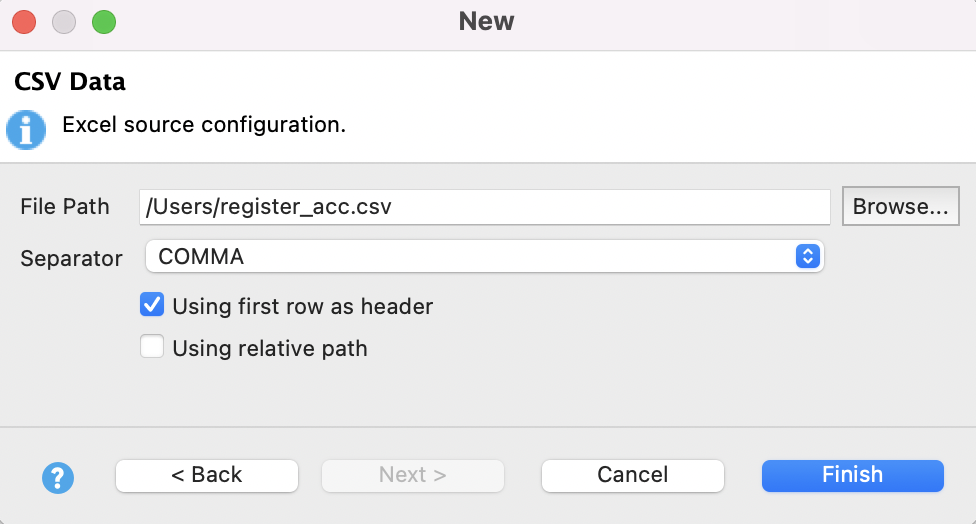 New
CSV Data
Excel source configuration.
File Path /Users/register_acc.csv Browse...
Separator COMMA
Using first row as header
Using relative path
? < Back Next > Cancel Finish